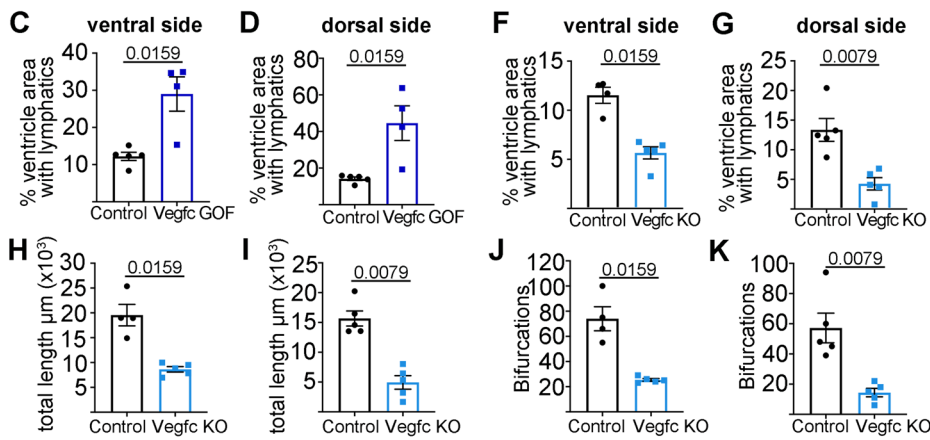 C ventral side
0.0159
% ventricle area
with lymphatics
40
30
20
10
Control Vegfc GOF
D dorsal side
0.0159
% ventricle area
with lymphatics
80
60
40
20
Control Vegfc GOF
F ventral side
0.0159
% ventricle area
with lymphatics
15
10
5
Control Vegfc KO
G dorsal side
0.0079
% ventricle area
with lymphatics
25
20
15
10
5
Control Vegfc KO
H
0.0159
total length µm (x10³)
30
25
20
15
10
5
Control Vegfc KO
I
0.0079
total length µm (x10³)
20
15
10
5
Control Vegfc KO
J
0.0159
Bifurcations
120
100
80
60
40
20
Control Vegfc KO
K
0.0079
Bifurcations
100
80
60
40
20
Control Vegfc KO